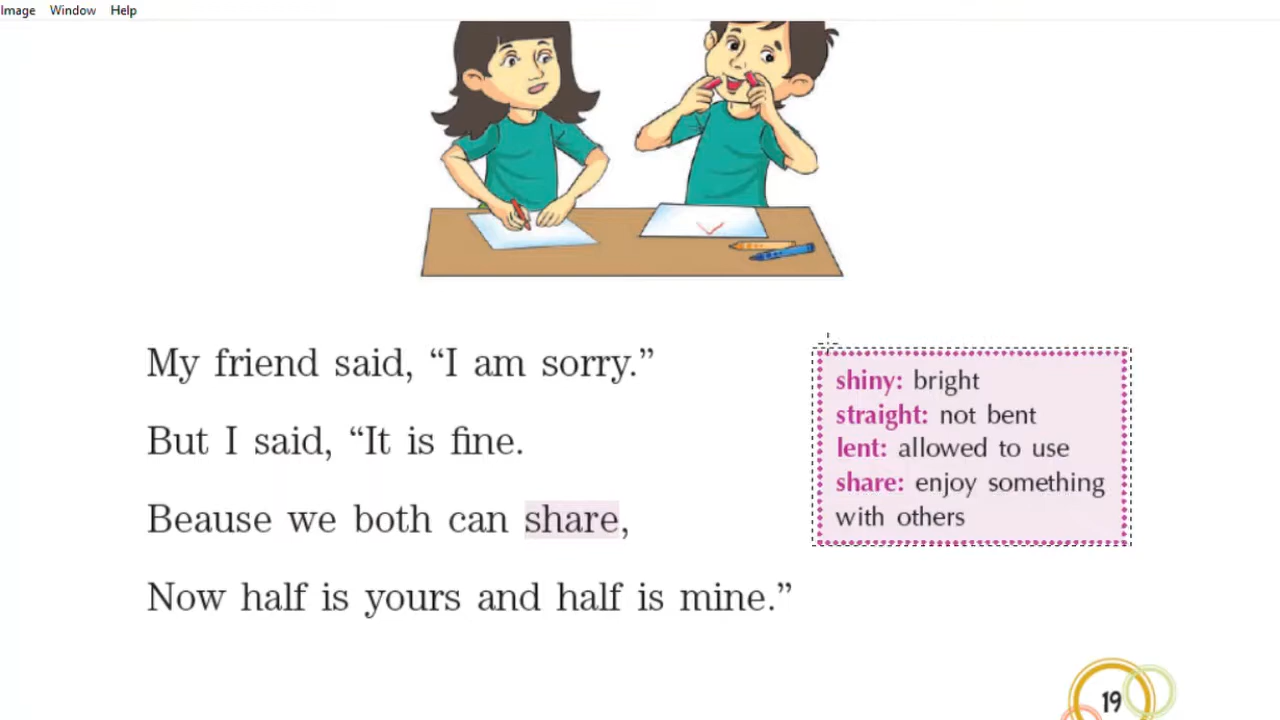 Image Window Help
My friend said, “I am sorry.”
But I said, “It is fine.
Beause we both can share,
Now half is yours and half is mine.”
shiny: bright
straight: not bent
lent: allowed to use
share: enjoy something
with others
19